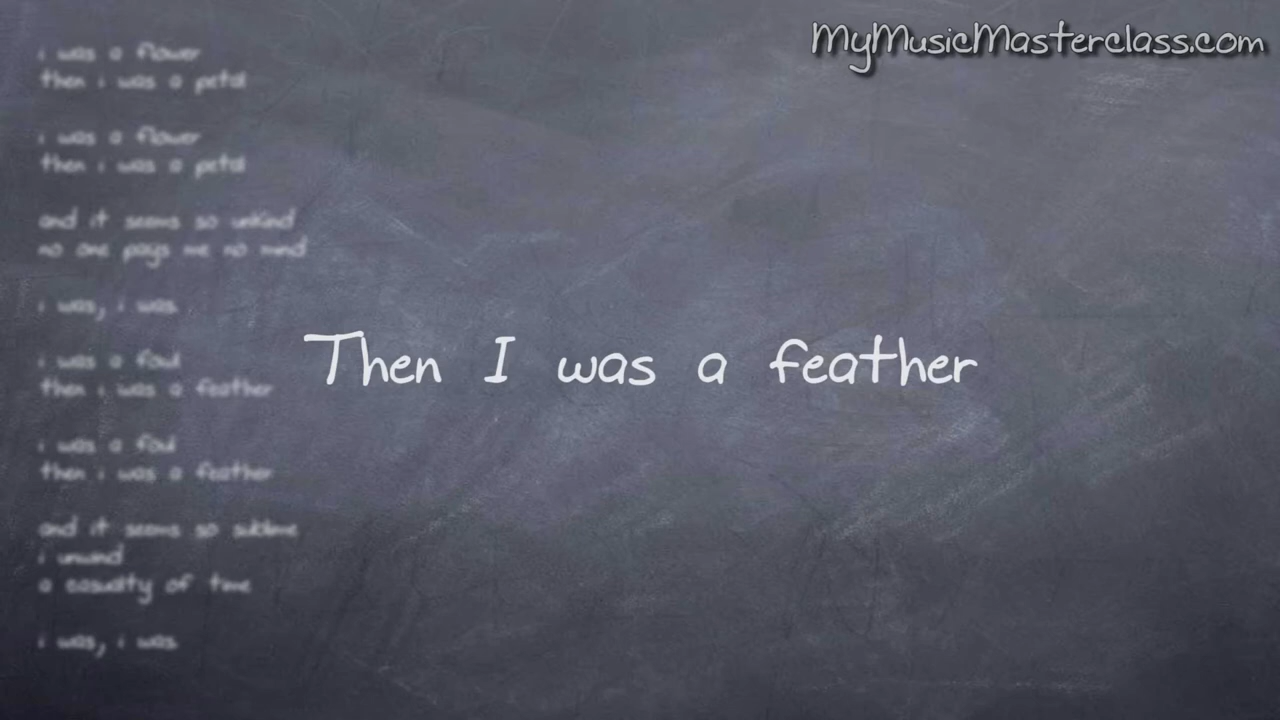 MyMusicMasterclass.com
i was a flower
then i was a petal
i was a flower
then i was a petal
and it seems so unkind
no one pays me no mind
i was, i was
i was a foul
then i was a feather
i was a foul
then i was a feather
and it seems so sublime
i unwind
a casualty of time
i was, i was
Then I was a feather